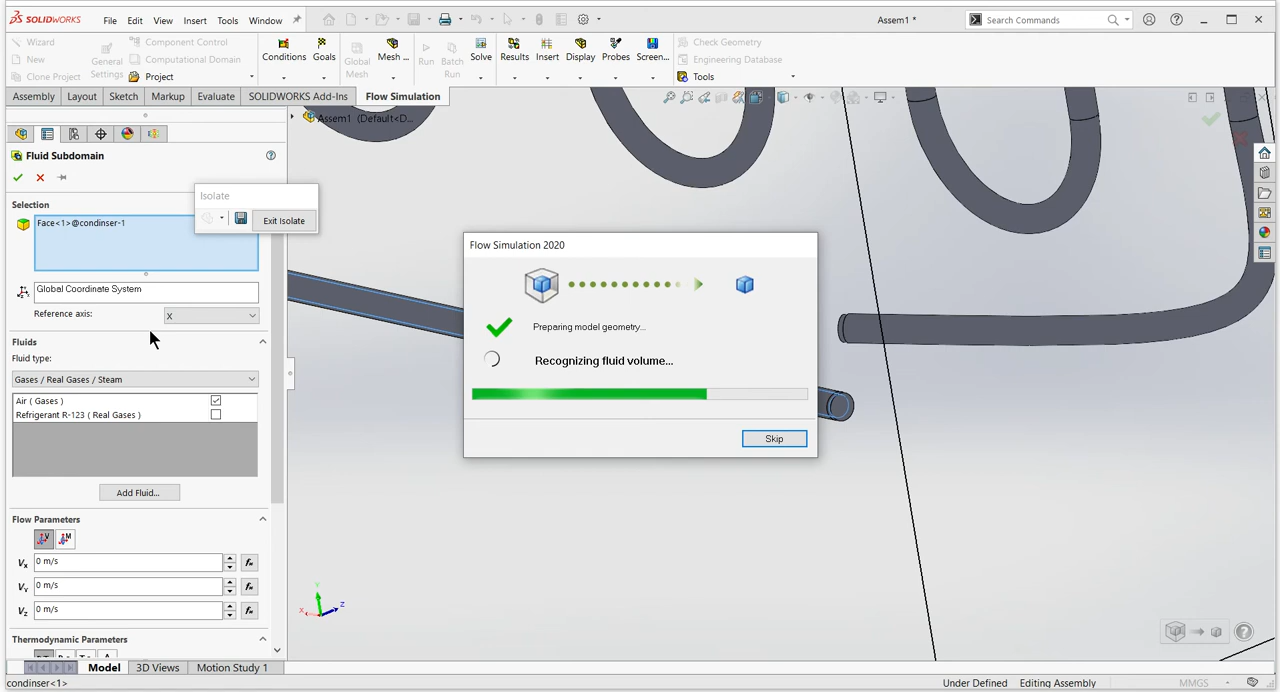 SOLIDWORKS File Edit View Insert Tools Window Assem1 * Search Commands
Wizard Component Control Check Geometry
New Computational Domain General Settings Conditions Goals Global Mesh Mesh ... Run Batch Run Solve Results Insert Display Probes Screen... Engineering Database
Clone Project Project Tools
Assembly Layout Sketch Markup Evaluate SOLIDWORKS Add-Ins Flow Simulation
Assem1 (Default<D...
Fluid Subdomain
Isolate
Exit Isolate
Selection
Face<1>@condinser-1
Global Coordinate System
Reference axis: X
Fluids
Fluid type:
Gases / Real Gases / Steam
Air ( Gases )
Refrigerant R-123 ( Real Gases )
Add Fluid...
Flow Parameters
Vx 0 m/s
VY 0 m/s
Vz 0 m/s
Thermodynamic Parameters
Flow Simulation 2020
Preparing model geometry...
Recognizing fluid volume...
Skip
Y
X Z
Model 3D Views Motion Study 1
condinser<1> Under Defined Editing Assembly MMGS